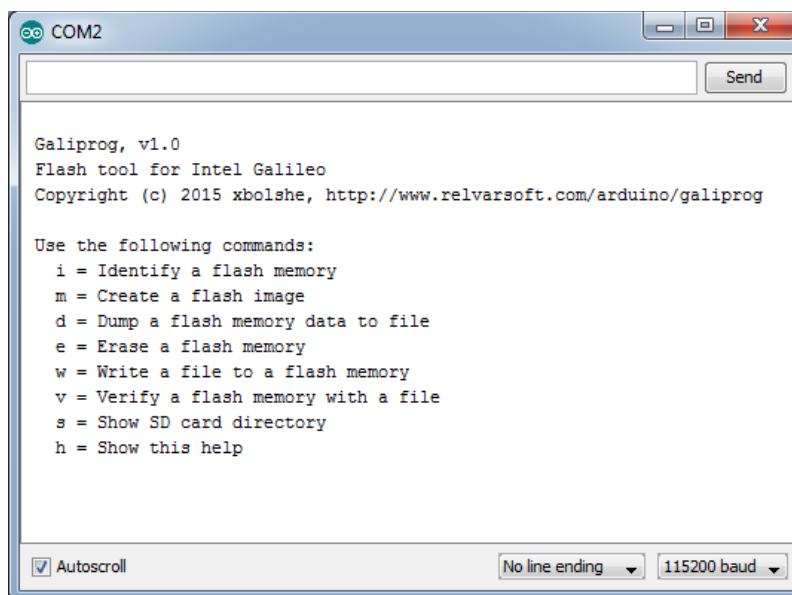 COM2
Send
Galiprog, v1.0
Flash tool for Intel Galileo
Copyright (c) 2015 xbolshe, http://www.relvarsoft.com/arduino/galiprog
Use the following commands:
i = Identify a flash memory
m = Create a flash image
d = Dump a flash memory data to file
e = Erase a flash memory
w = Write a file to a flash memory
v = Verify a flash memory with a file
s = Show SD card directory
h = Show this help
Autoscroll
No line ending
115200 baud